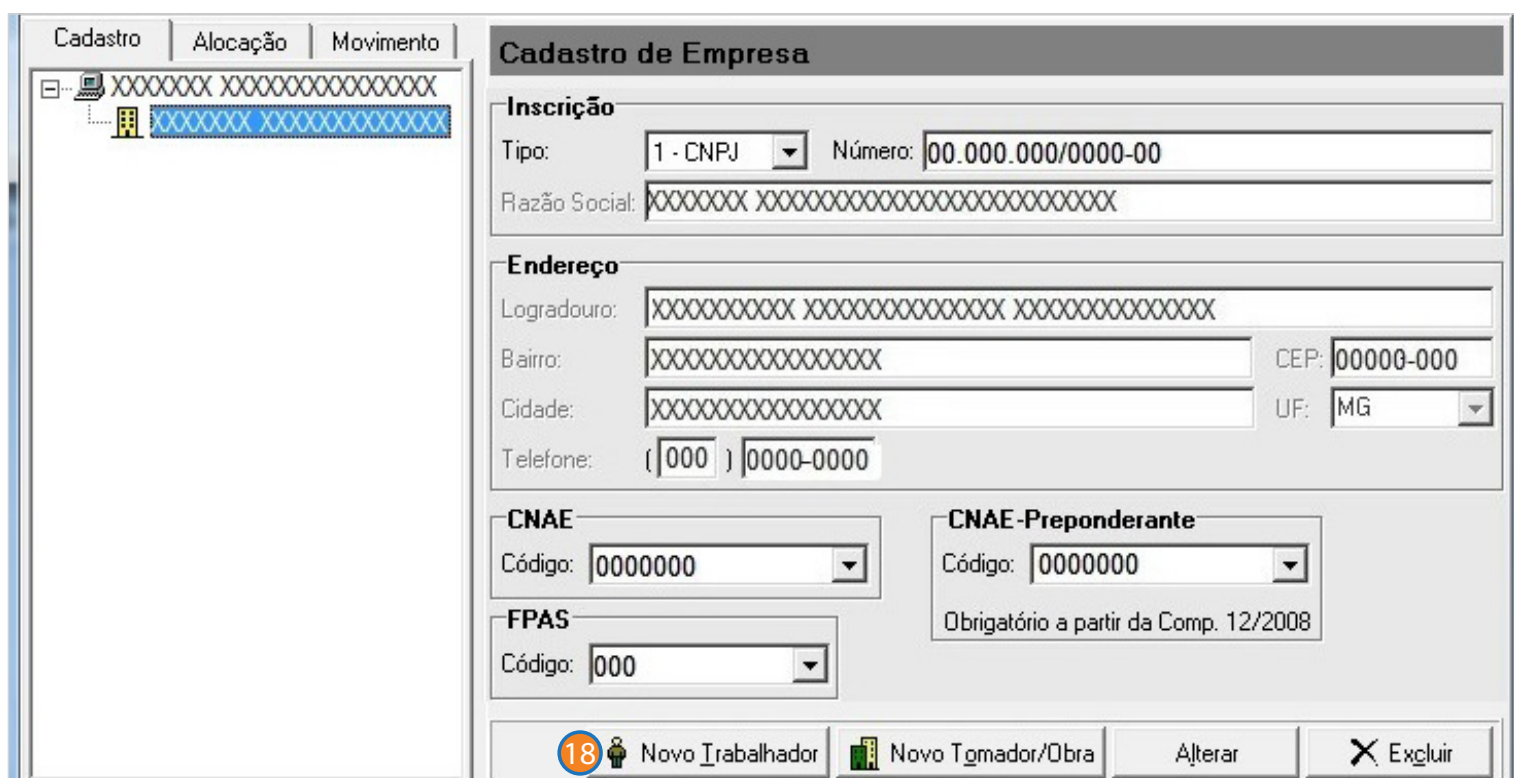 Cadastro Alocação Movimento
XXXXXXX XXXXXXXXXXXXXXX
XXXXXXX XXXXXXXXXXXXX
Cadastro de Empresa
Inscrição
Tipo: 1 - CNPJ Número: 00.000.000/0000-00
Razão Social: XXXXXXX XXXXXXXXXXXXXXXXXXXXXXXXX
Endereço
Logradouro: XXXXXXXXXX XXXXXXXXXXXXXX XXXXXXXXXXXXXX
Bairro: XXXXXXXXXXXXXXXX CEP: 00000-000
Cidade: XXXXXXXXXXXXXXXX UF: MG
Telefone: (000) 0000-0000
CNAE
Código: 0000000
CNAE-Preponderante
Código: 0000000
Obrigatório a partir da Comp. 12/2008
FPAS
Código: 000
18 Novo Trabalhador Novo Tomador/Obra Alterar Excluir